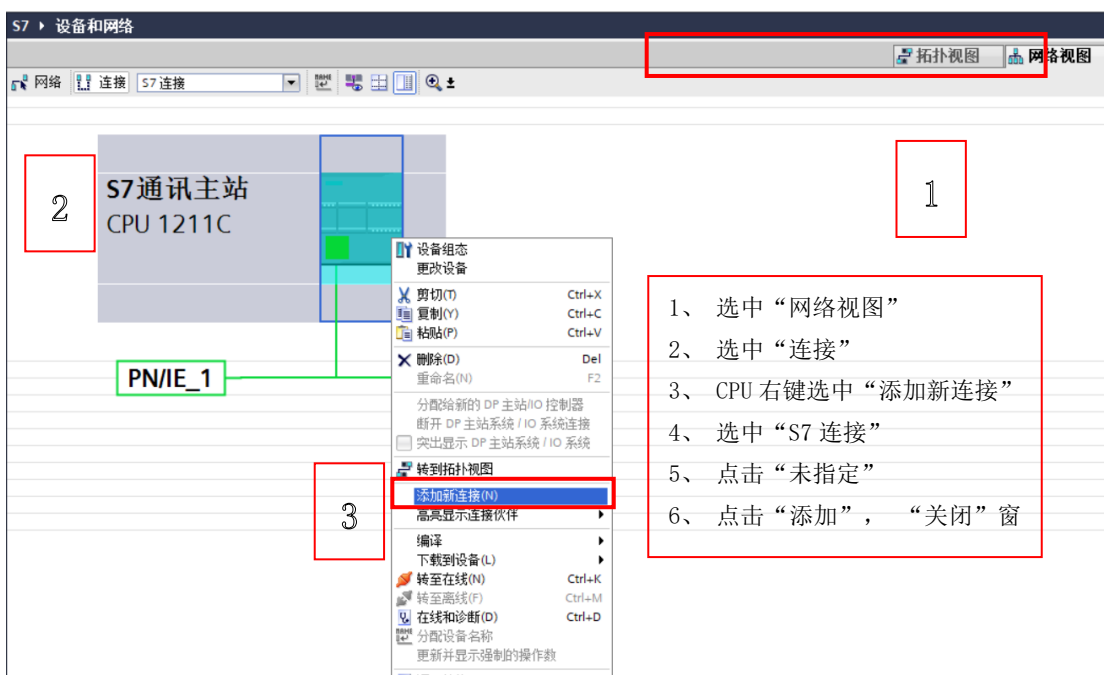 S7 ▸ 设备和网络
拓扑视图 网络视图
网络 连接 S7 连接
2
S7通讯主站
CPU 1211C
1
设备组态
更改设备
剪切(T) Ctrl+X
复制(Y) Ctrl+C
粘贴(P) Ctrl+V
删除(D) Del
重命名(N) F2
PN/IE_1
分配给新的 DP 主站/IO 控制器
断开 DP 主站系统 / IO 系统连接
突出显示 DP 主站系统 / IO 系统
转到拓扑视图
3
添加新连接(N)
高亮显示连接伙伴
编译
下载到设备(L)
转至在线(N) Ctrl+K
转至离线(F) Ctrl+M
在线和诊断(D) Ctrl+D
分配设备名称
更新并显示强制的操作数
1、 选中“网络视图”
2、 选中“连接”
3、 CPU 右键选中“添加新连接”
4、 选中“S7 连接”
5、 点击“未指定”
6、 点击“添加”， “关闭”窗